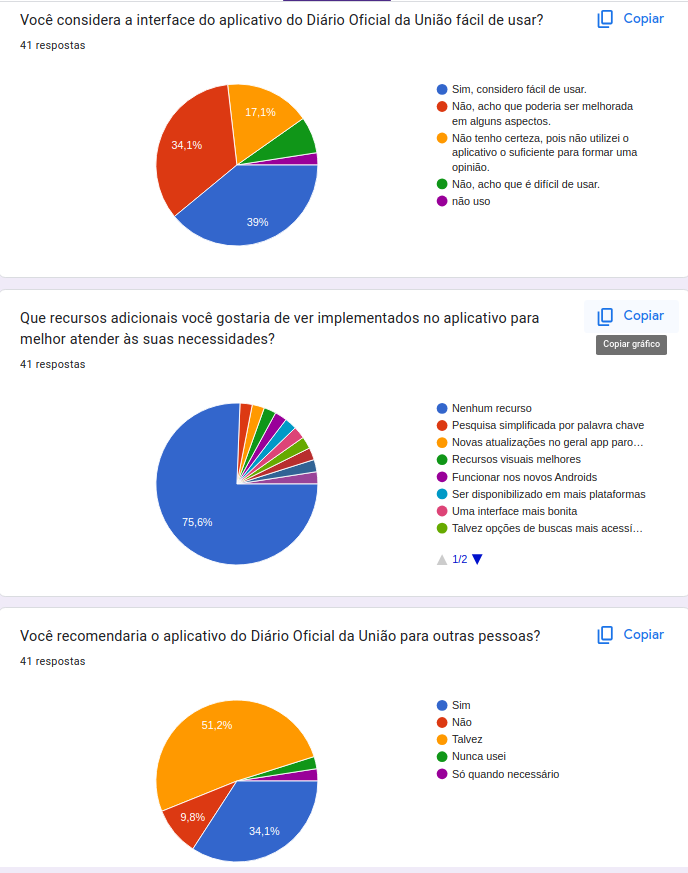 Você considera a interface do aplicativo do Diário Oficial da União fácil de usar?
Copiar
41 respostas
17,1%
34,1%
39%
Sim, considero fácil de usar.
Não, acho que poderia ser melhorada
em alguns aspectos.
Não tenho certeza, pois não utilizei o
aplicativo o suficiente para formar uma
opinião.
Não, acho que é difícil de usar.
não uso
Que recursos adicionais você gostaria de ver implementados no aplicativo para
melhor atender às suas necessidades?
Copiar
Copiar gráfico
41 respostas
75,6%
Nenhum recurso
Pesquisa simplificada por palavra chave
Novas atualizações no geral app paro…
Recursos visuais melhores
Funcionar nos novos Androids
Ser disponibilizado em mais plataformas
Uma interface mais bonita
Talvez opções de buscas mais acessí…
1/2
Você recomendaria o aplicativo do Diário Oficial da União para outras pessoas?
Copiar
41 respostas
51,2%
9,8%
34,1%
Sim
Não
Talvez
Nunca usei
Só quando necessário